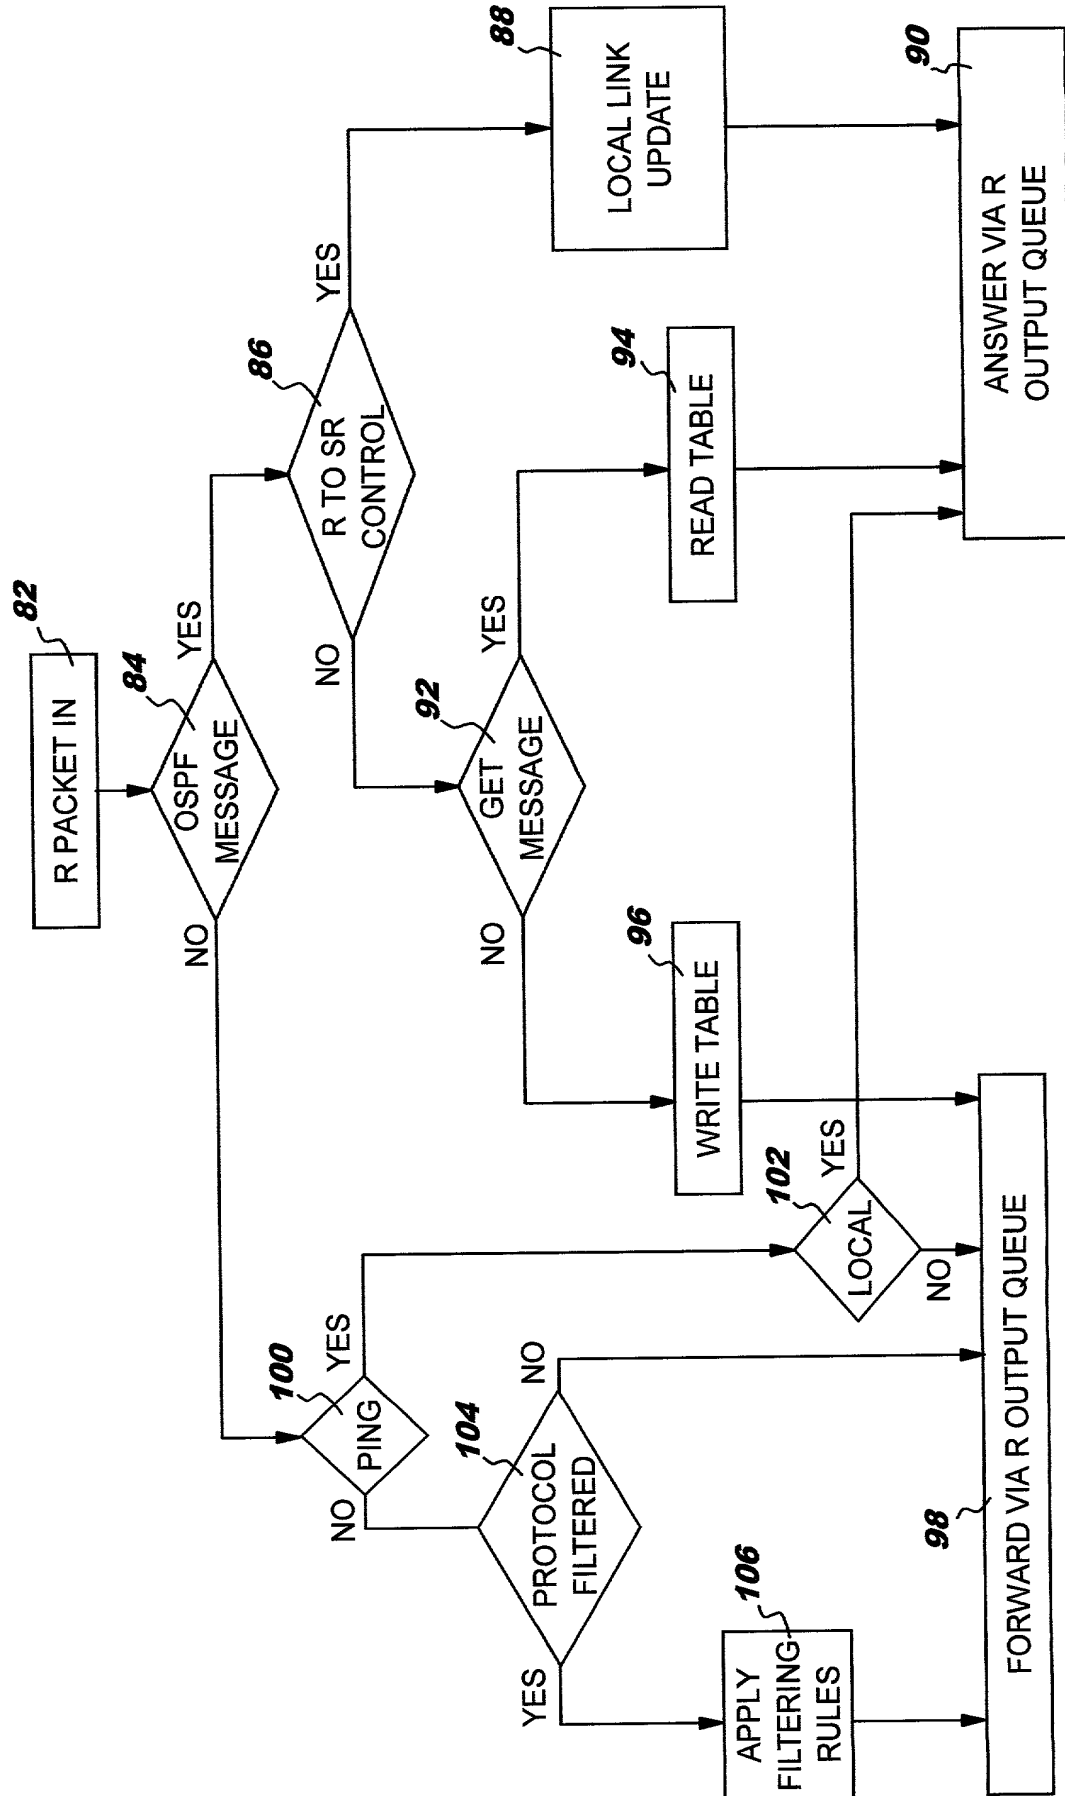 82
R PACKET IN
84
OSPF
MESSAGE
NO
YES
86
R TO SR
CONTROL
NO
YES
88
LOCAL LINK
UPDATE
100
PING
NO
YES
92
GET
MESSAGE
NO
YES
104
PROTOCOL
FILTERED
YES
NO
96
WRITE TABLE
94
READ TABLE
106
APPLY
FILTERING
RULES
102
LOCAL
YES
NO
98
FORWARD VIA R OUTPUT QUEUE
90
ANSWER VIA R
OUTPUT QUEUE